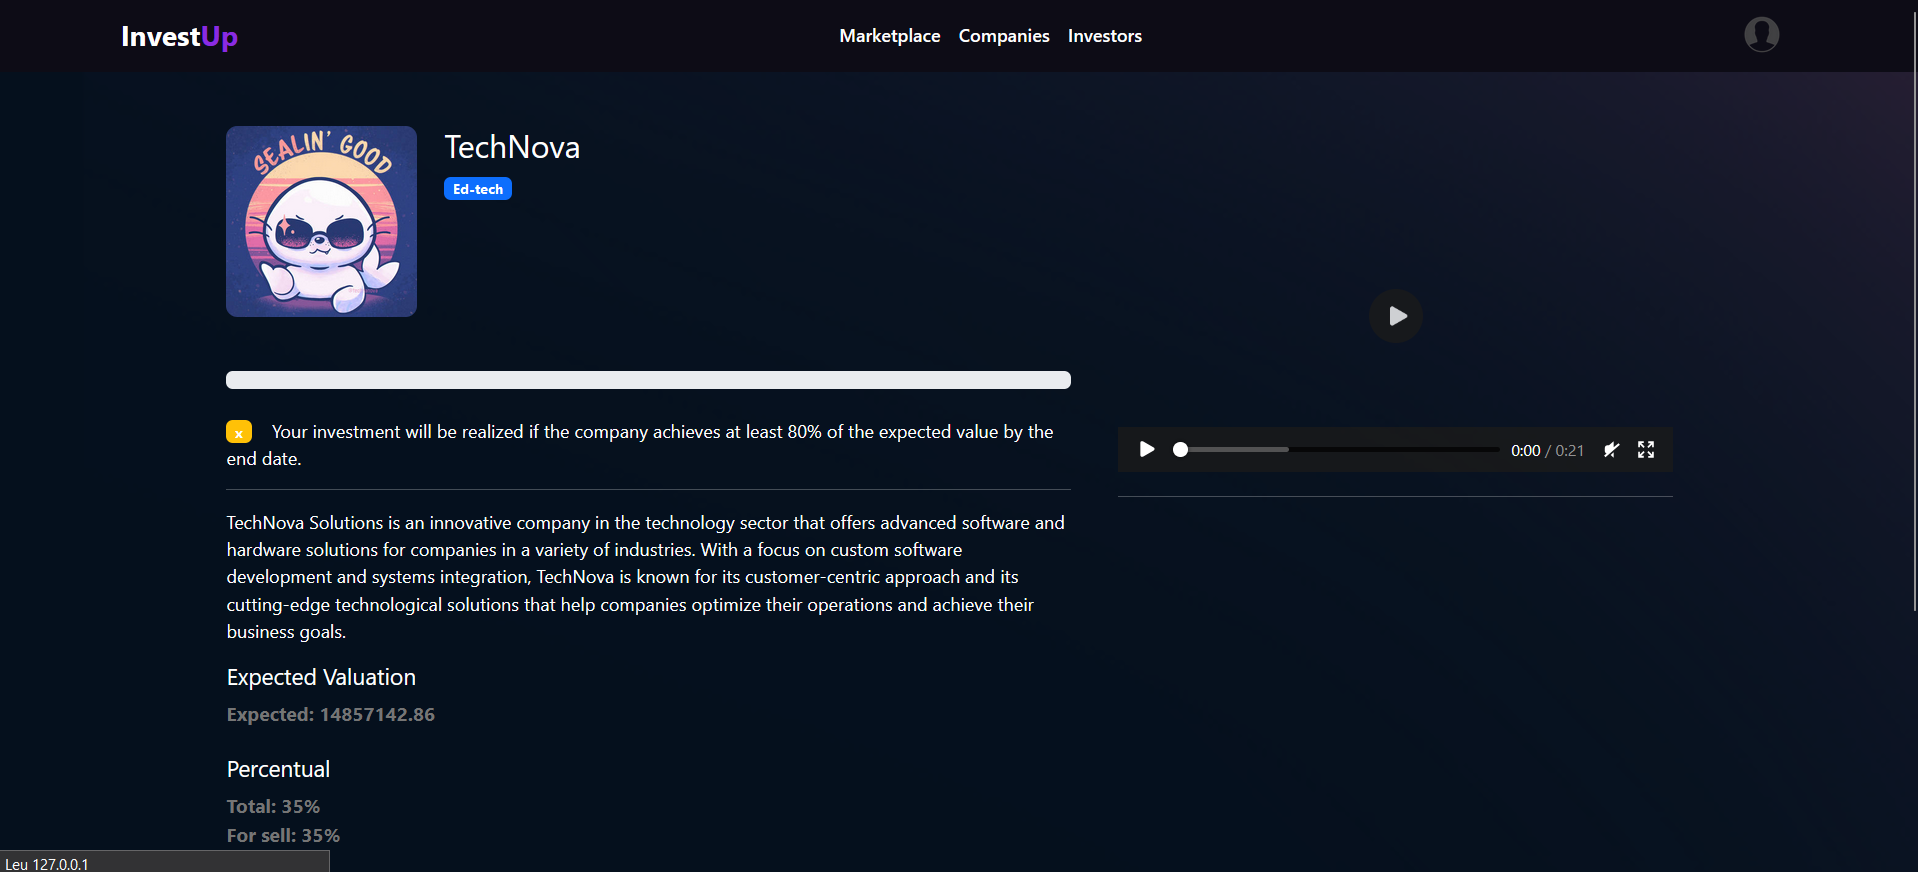 InvestUp
Marketplace Companies Investors
SEALIN' GOOD
TechNova
Ed-tech
x Your investment will be realized if the company achieves at least 80% of the expected value by the
end date.
0:00 / 0:21
TechNova Solutions is an innovative company in the technology sector that offers advanced software and
hardware solutions for companies in a variety of industries. With a focus on custom software
development and systems integration, TechNova is known for its customer-centric approach and its
cutting-edge technological solutions that help companies optimize their operations and achieve their
business goals.
Expected Valuation
Expected: 14857142.86
Percentual
Total: 35%
For sell: 35%
Leu 127.0.0.1